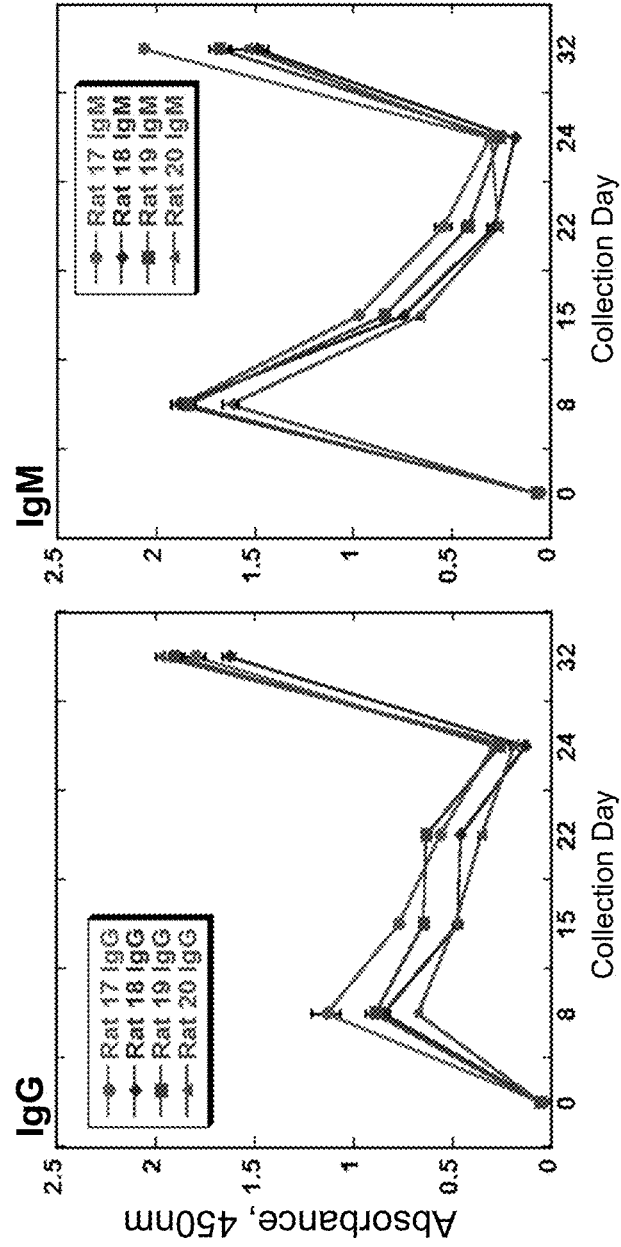 IgG
Rat 17 IgG
Rat 18 IgG
Rat 19 IgG
Rat 20 IgG
2.5
2
1.5
1
0.5
0
Absorbance, 450nm
0 8 15 22 24 32
Collection Day
IgM
Rat 17 IgM
Rat 18 IgM
Rat 19 IgM
Rat 20 IgM
2.5
2
1.5
1
0.5
0
0 8 15 22 24 32
Collection Day